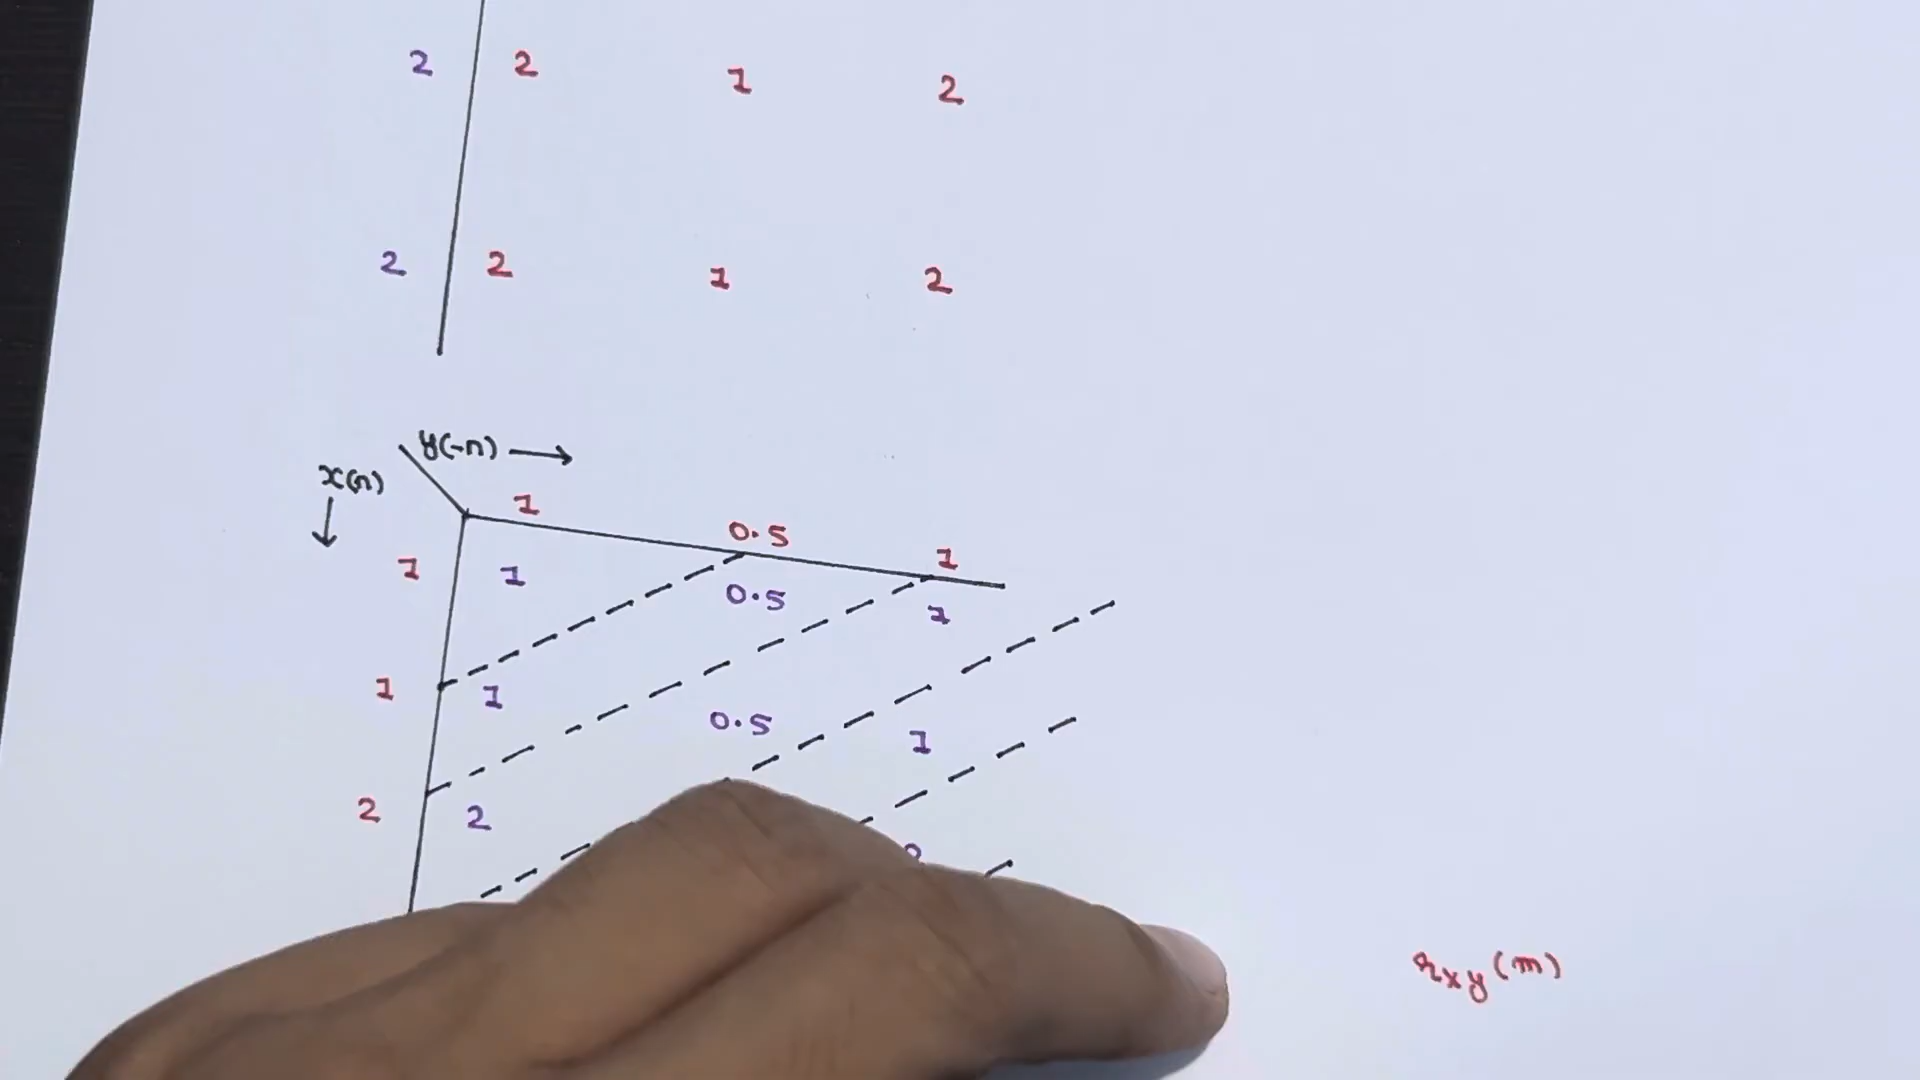 2 2 1 2
2 2 1 2
y(-n) →
x(n)
↓
1 0.5 1
1 1 0.5 1
1 1 0.5 1
2 2
r_xy(m)